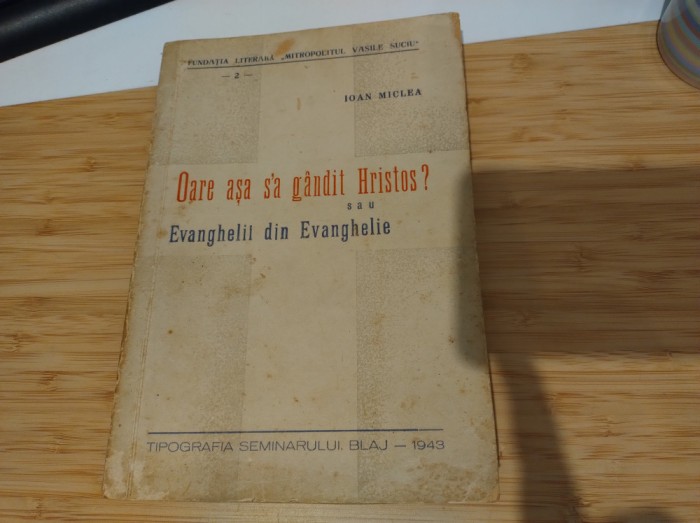 FUNDAȚIA LITERARĂ „MITROPOLITUL VASILE SUCIU"
— 2 —
IOAN MICLEA
Oare așa s'a gândit Hristos?
sau
Evanghelii din Evanghelie
TIPOGRAFIA SEMINARULUI. BLAJ — 1943